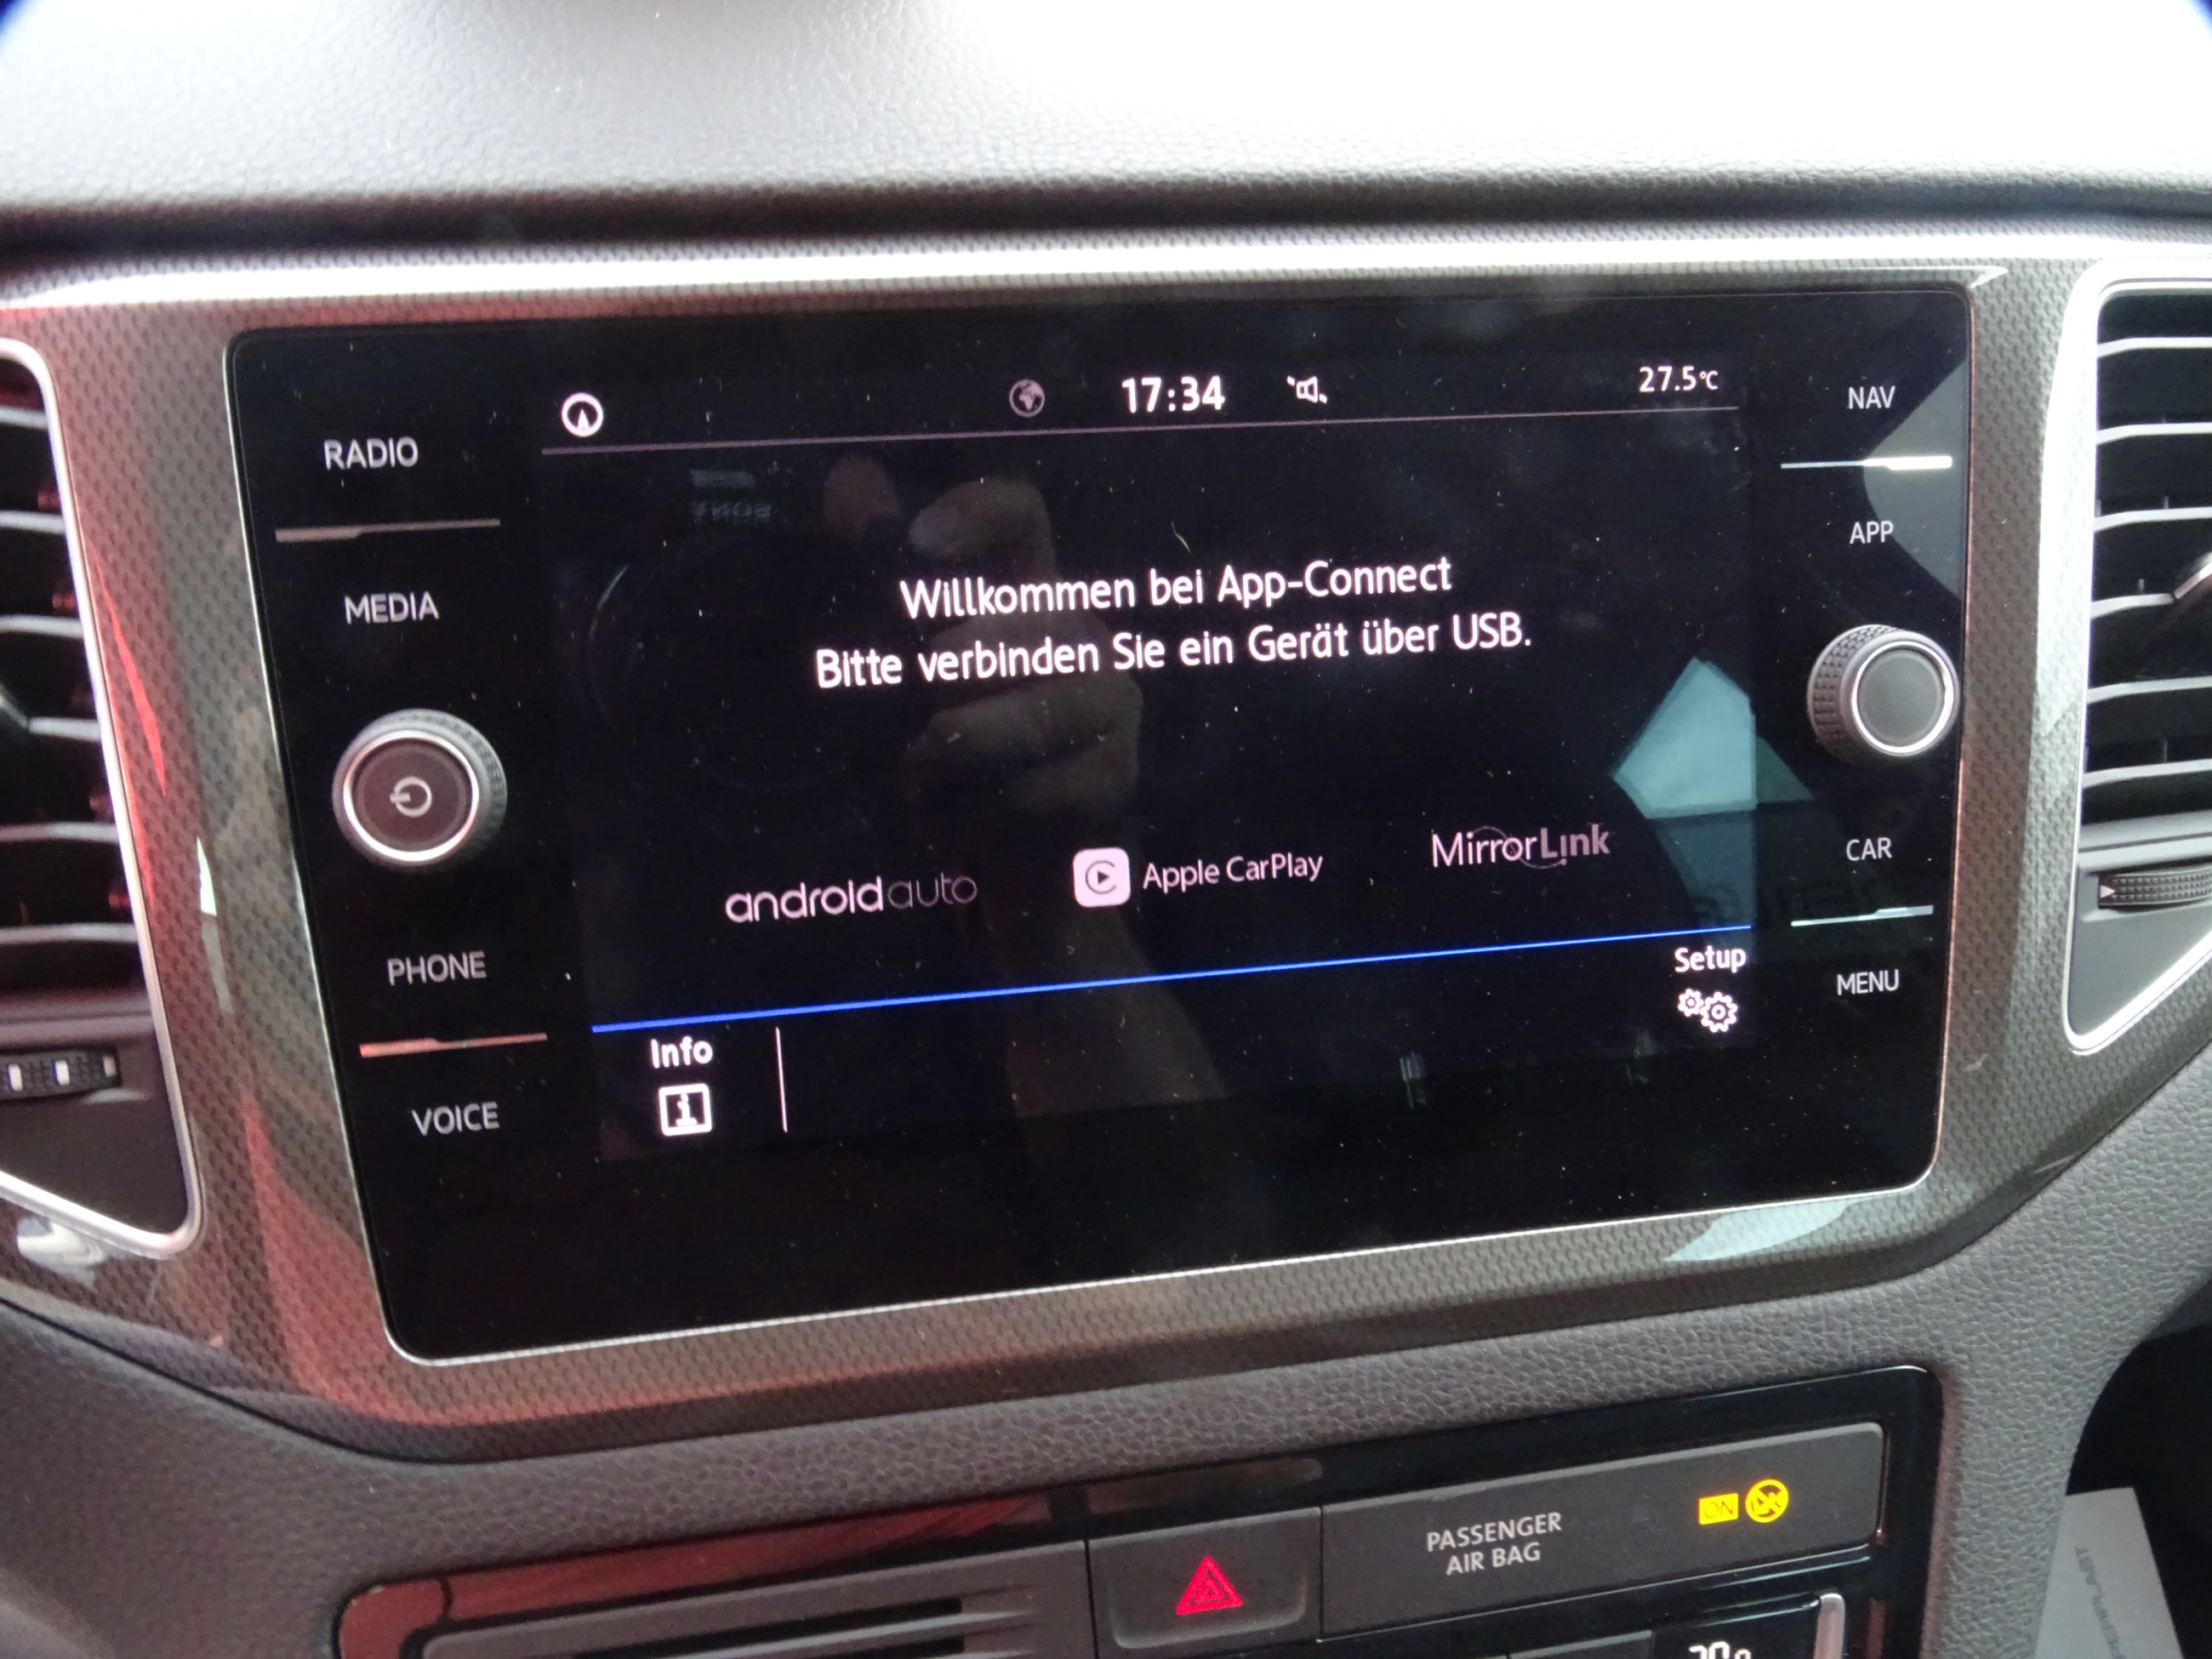 17:34
27.5°C
NAV
RADIO
APP
MEDIA
Willkommen bei App-Connect
Bitte verbinden Sie ein Gerät über USB.
androidauto
Apple CarPlay
MirrorLink
CAR
PHONE
Setup
MENU
Info
VOICE
PASSENGER
AIR BAG
ON